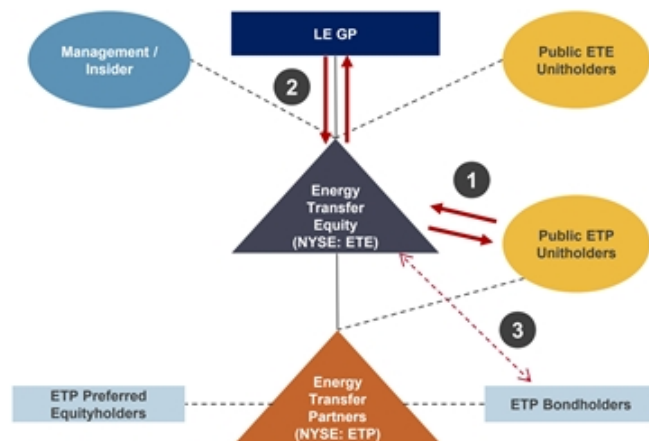 LE GP
Management /
Insider
Public ETE
Unitholders
2
Energy
Transfer
Equity
(NYSE: ETE)
1
Public ETP
Unitholders
3
ETP Preferred
Equityholders
Energy
Transfer
Partners
(NYSE: ETP)
ETP Bondholders